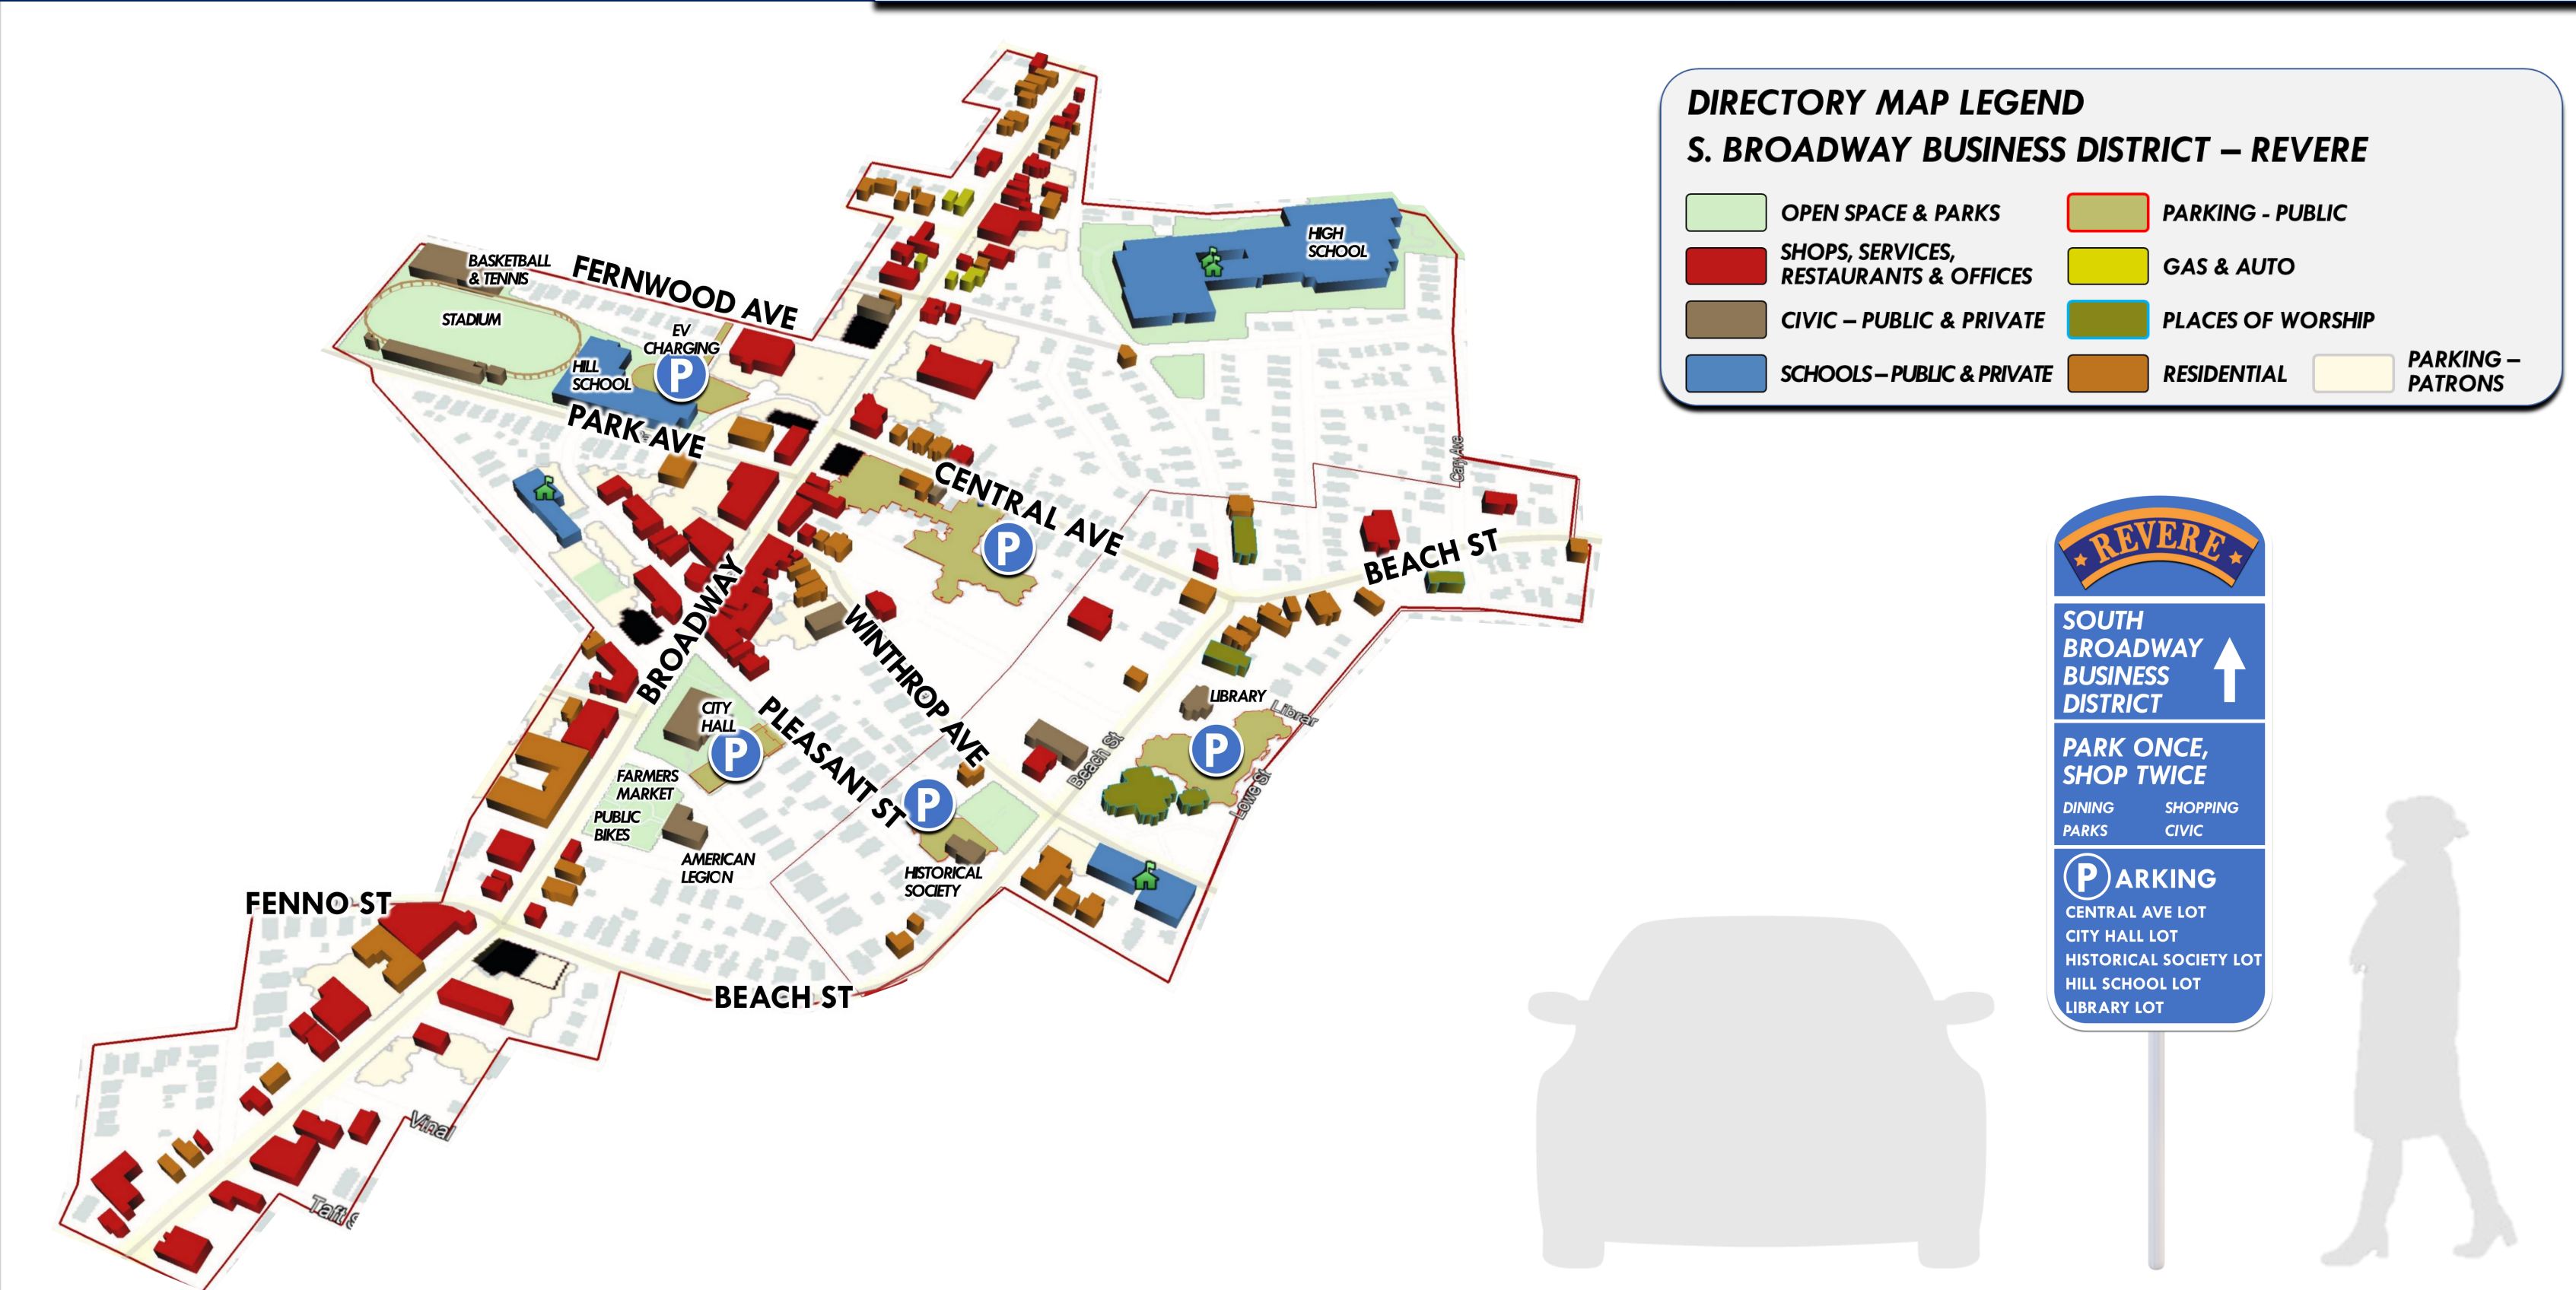 DIRECTORY MAP LEGEND
S. BROADWAY BUSINESS DISTRICT – REVERE
OPEN SPACE & PARKS
SHOPS, SERVICES,
RESTAURANTS & OFFICES
CIVIC – PUBLIC & PRIVATE
SCHOOLS – PUBLIC & PRIVATE
PARKING - PUBLIC
GAS & AUTO
PLACES OF WORSHIP
RESIDENTIAL
PARKING –
PATRONS
HIGH
SCHOOL
BASKETBALL
& TENNIS
FERNWOOD AVE
STADIUM
EV
CHARGING
P
HILL
SCHOOL
PARK AVE
CENTRAL AVE
P
Cary Ave
BEACH ST
BROADWAY
WINTHROP AVE
CITY
HALL
P
PLEASANT ST
LIBRARY
Librar
P
Beach St
Lowe St
FARMERS
MARKET
PUBLIC
BIKES
AMERICAN
LEGION
P
HISTORICAL
SOCIETY
FENNO ST
BEACH ST
Vinal
Taft S
REVERE
SOUTH
BROADWAY
BUSINESS
DISTRICT
PARK ONCE,
SHOP TWICE
DINING SHOPPING
PARKS CIVIC
P ARKING
CENTRAL AVE LOT
CITY HALL LOT
HISTORICAL SOCIETY LOT
HILL SCHOOL LOT
LIBRARY LOT